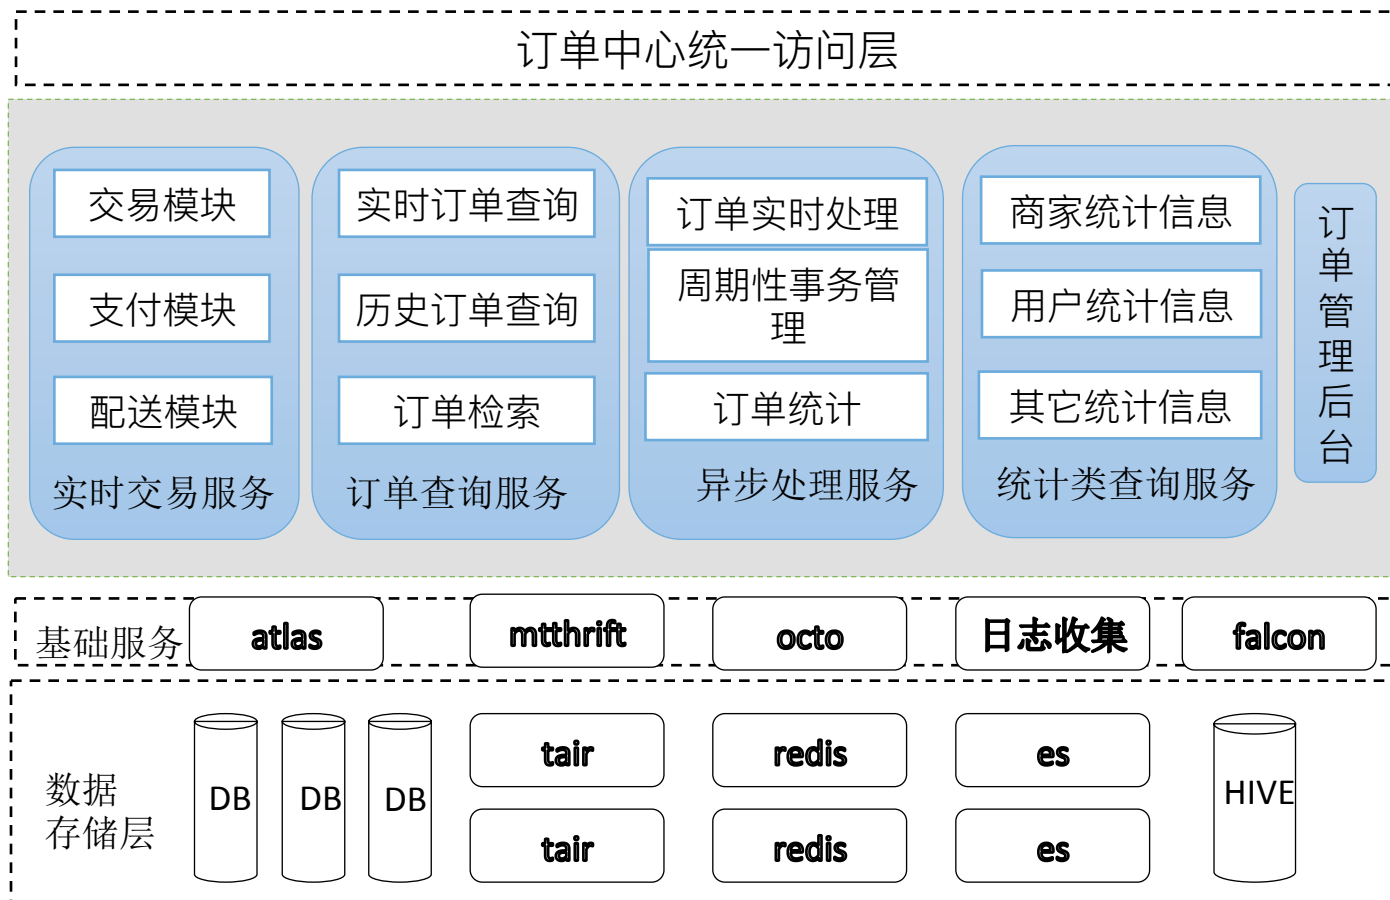 订单中心统一访问层
交易模块
支付模块
配送模块
实时交易服务
实时订单查询
历史订单查询
订单检索
订单查询服务
订单实时处理
周期性事务管
理
订单统计
异步处理服务
商家统计信息
用户统计信息
其它统计信息
统计类查询服务
订
单
管
理
后
台
基础服务
atlas
mtthrift
octo
日志收集
falcon
数据
存储层
DB
DB
DB
tair
redis
es
tair
redis
es
HIVE